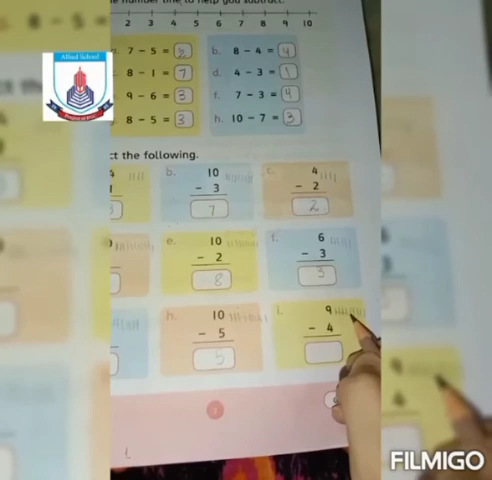 number line to help you subtract.
2 3 4 5 6 7 8 9 10
7 - 5 = 2 b. 8 - 4 = 4
8 - 1 = 7 d. 4 - 3 = 1
9 - 6 = 3 f. 7 - 3 = 4
8 - 5 = 3 h. 10 - 7 = 3
Allied School
Project of PGC
ct the following.
b. 10 c. 4
- 3 - 2
7 2
e. 10 f. 6
- 2 - 3
8 3
h. 10 i. 9
- 5 - 4
5
FILMIGO